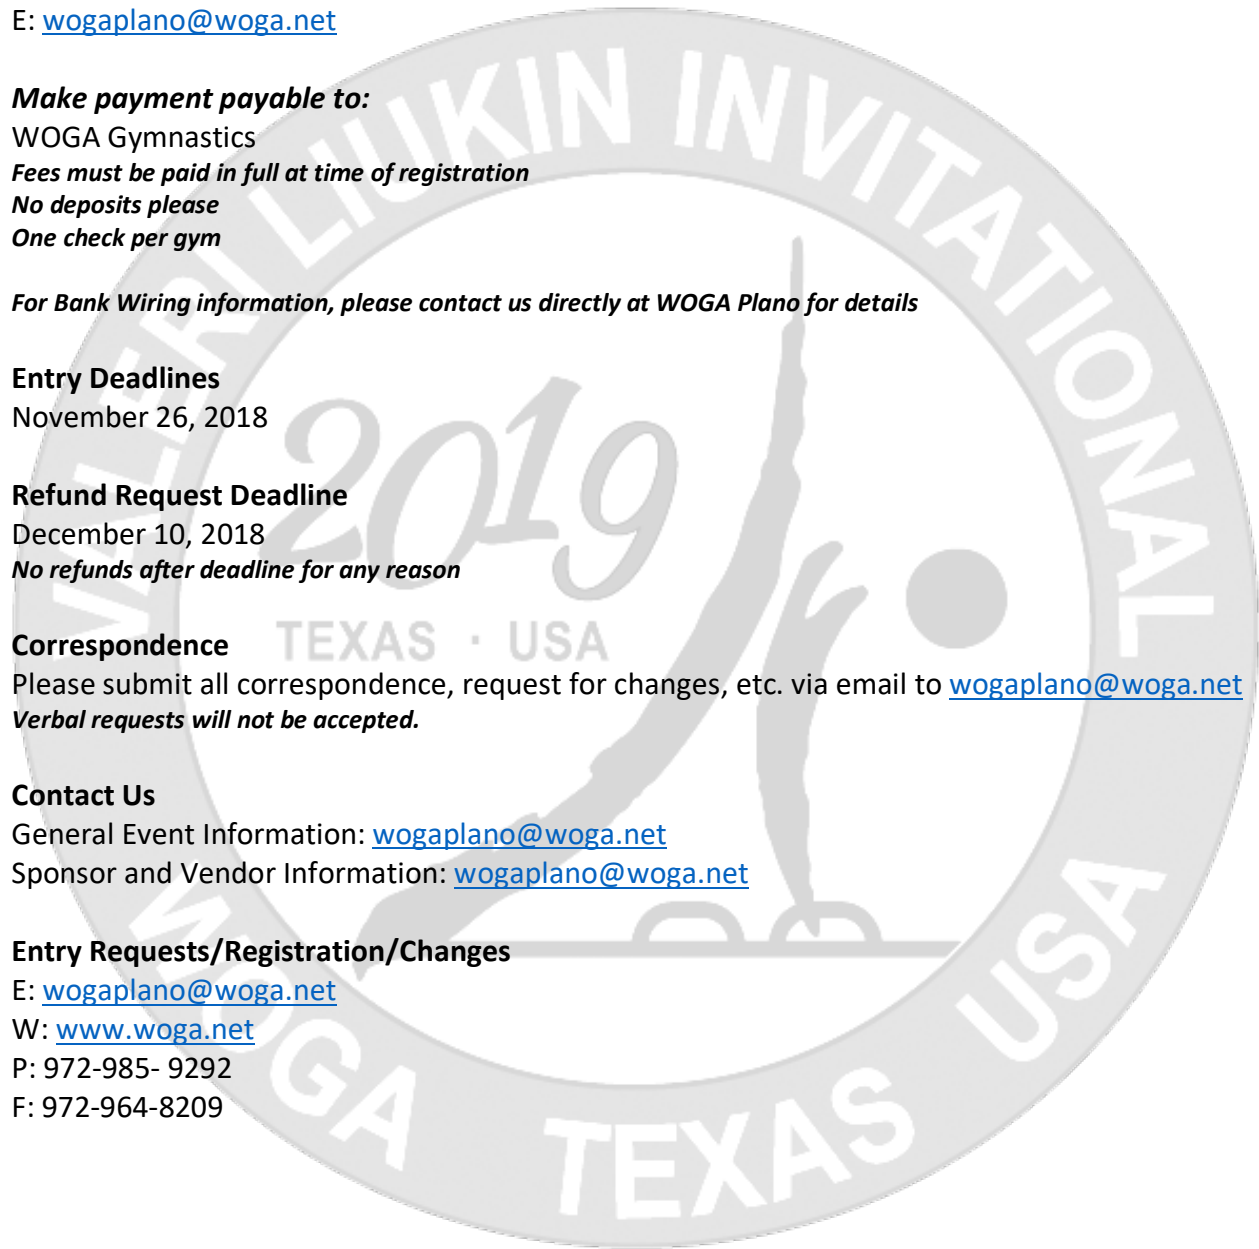 E: wogaplano@woga.net
Make payment payable to:
WOGA Gymnastics
Fees must be paid in full at time of registration
No deposits please
One check per gym
For Bank Wiring information, please contact us directly at WOGA Plano for details
Entry Deadlines
November 26, 2018
Refund Request Deadline
December 10, 2018
No refunds after deadline for any reason
Correspondence
Please submit all correspondence, request for changes, etc. via email to wogaplano@woga.net
Verbal requests will not be accepted.
Contact Us
General Event Information: wogaplano@woga.net
Sponsor and Vendor Information: wogaplano@woga.net
Entry Requests/Registration/Changes
E: wogaplano@woga.net
W: www.woga.net
P: 972-985- 9292
F: 972-964-8209
VALERI LIUKIN INVITATIONAL
2019
TEXAS · USA
WOGA TEXAS USA